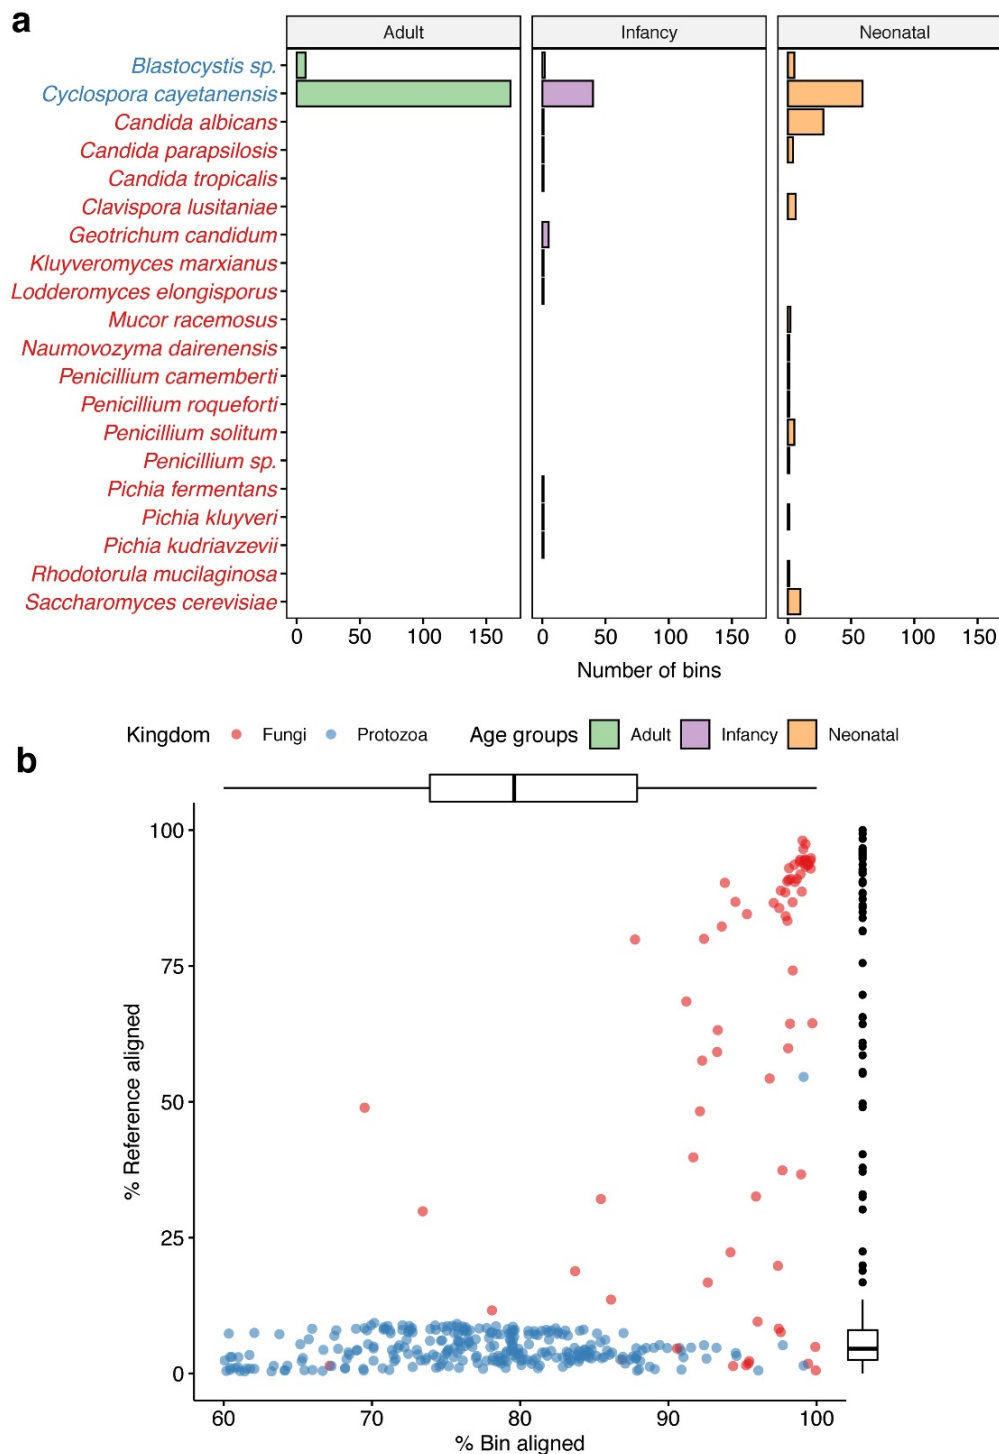 a
Adult Infancy Neonatal
Blastocystis sp.
Cyclospora cayetanensis
Candida albicans
Candida parapsilosis
Candida tropicalis
Clavispora lusitaniae
Geotrichum candidum
Kluyveromyces marxianus
Lodderomyces elongisporus
Mucor racemosus
Naumovozyma dairenensis
Penicillium camemberti
Penicillium roqueforti
Penicillium solitum
Penicillium sp.
Pichia fermentans
Pichia kluyveri
Pichia kudriavzevii
Rhodotorula mucilaginosa
Saccharomyces cerevisiae
0 50 100 150 0 50 100 150 0 50 100 150
Number of bins
Kingdom Fungi Protozoa Age groups Adult Infancy Neonatal
b
100
75
50
25
0
% Reference aligned
60 70 80 90 100
% Bin aligned